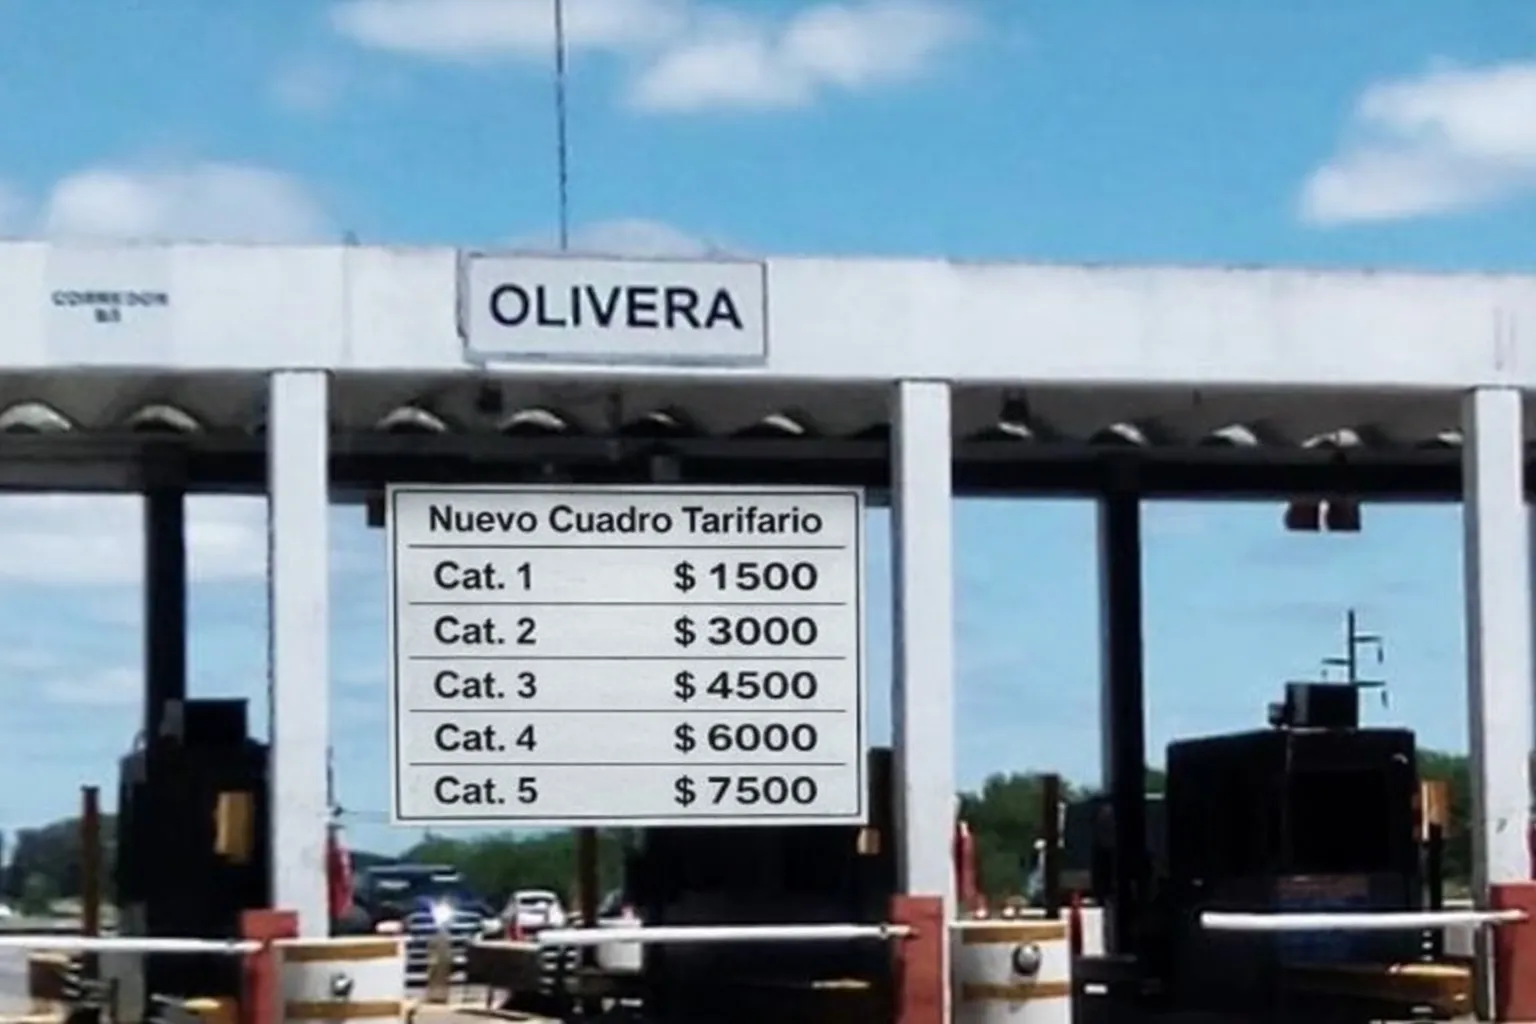 CORREDOR
OLIVERA
Nuevo Cuadro Tarifario
Cat. 1 $ 1500
Cat. 2 $ 3000
Cat. 3 $ 4500
Cat. 4 $ 6000
Cat. 5 $ 7500